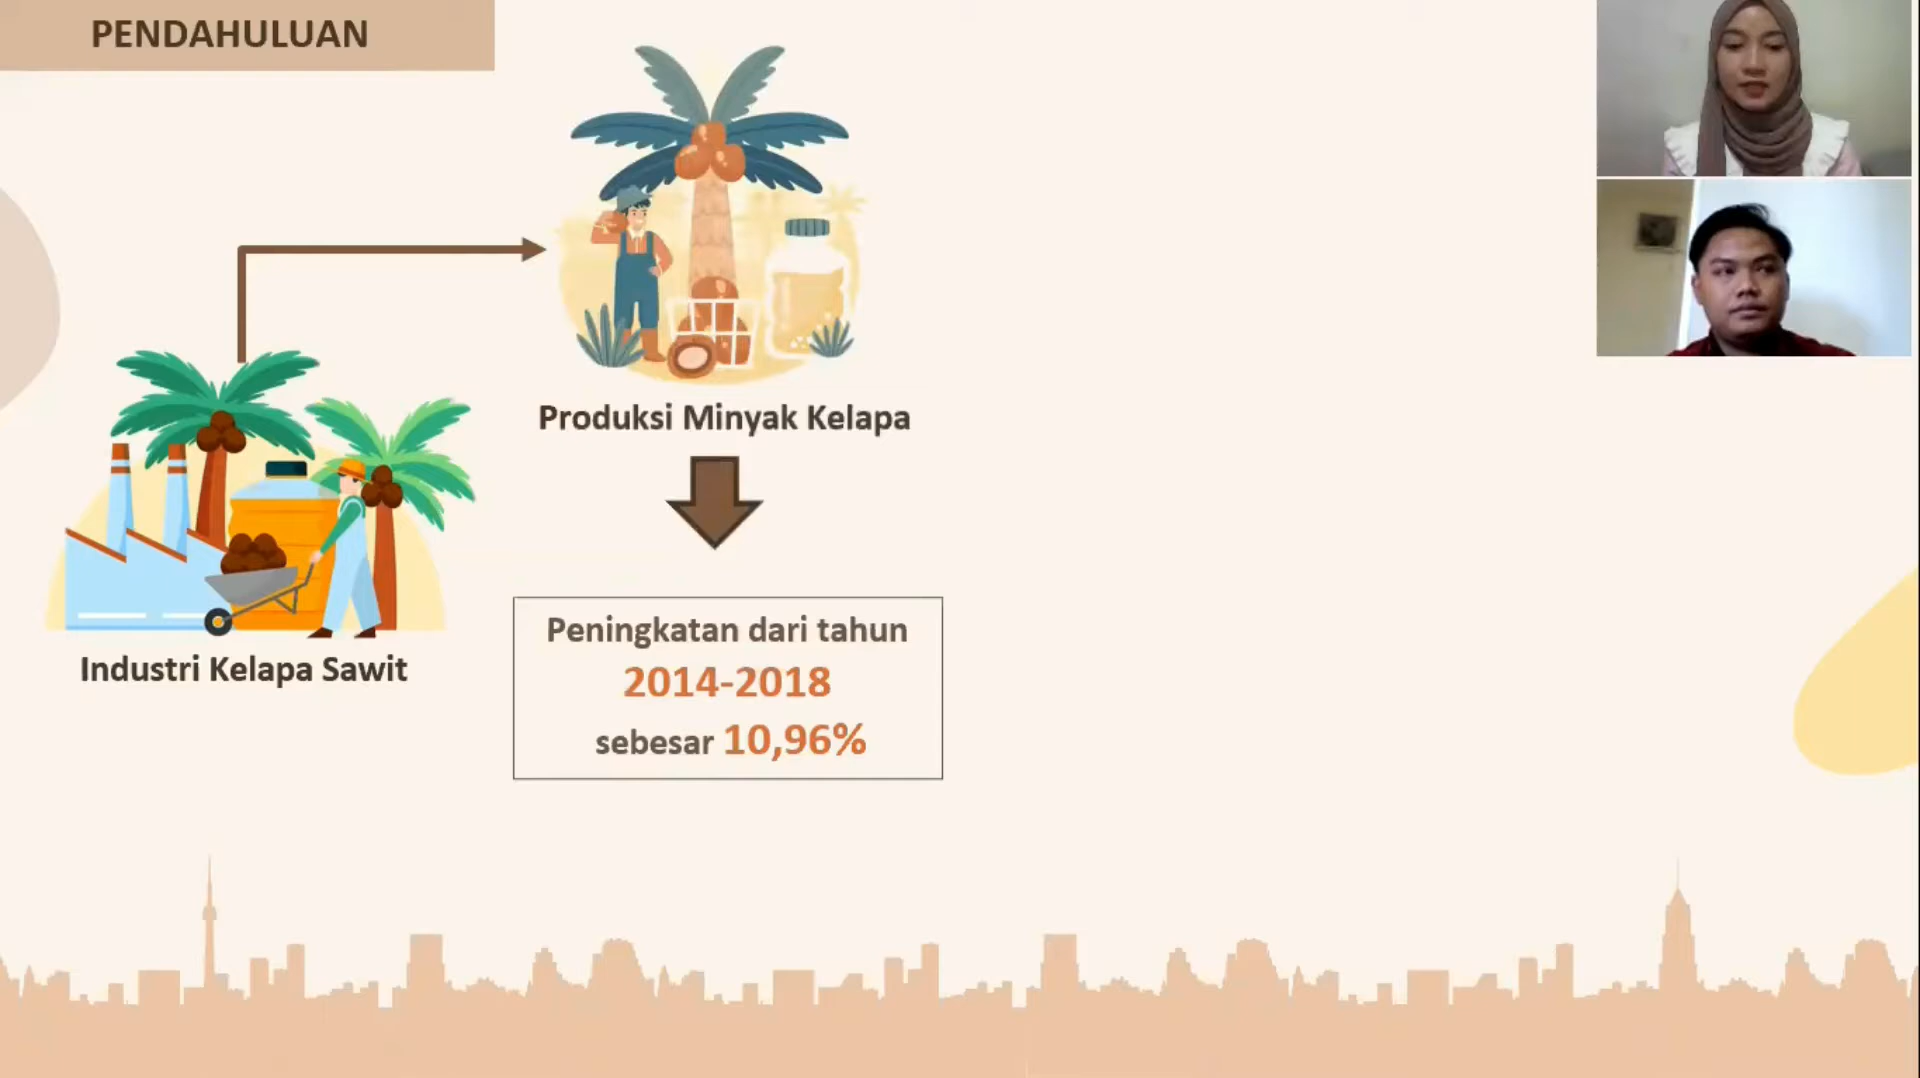 PENDAHULUAN
Produksi Minyak Kelapa
Industri Kelapa Sawit
Peningkatan dari tahun
2014-2018
sebesar 10,96%